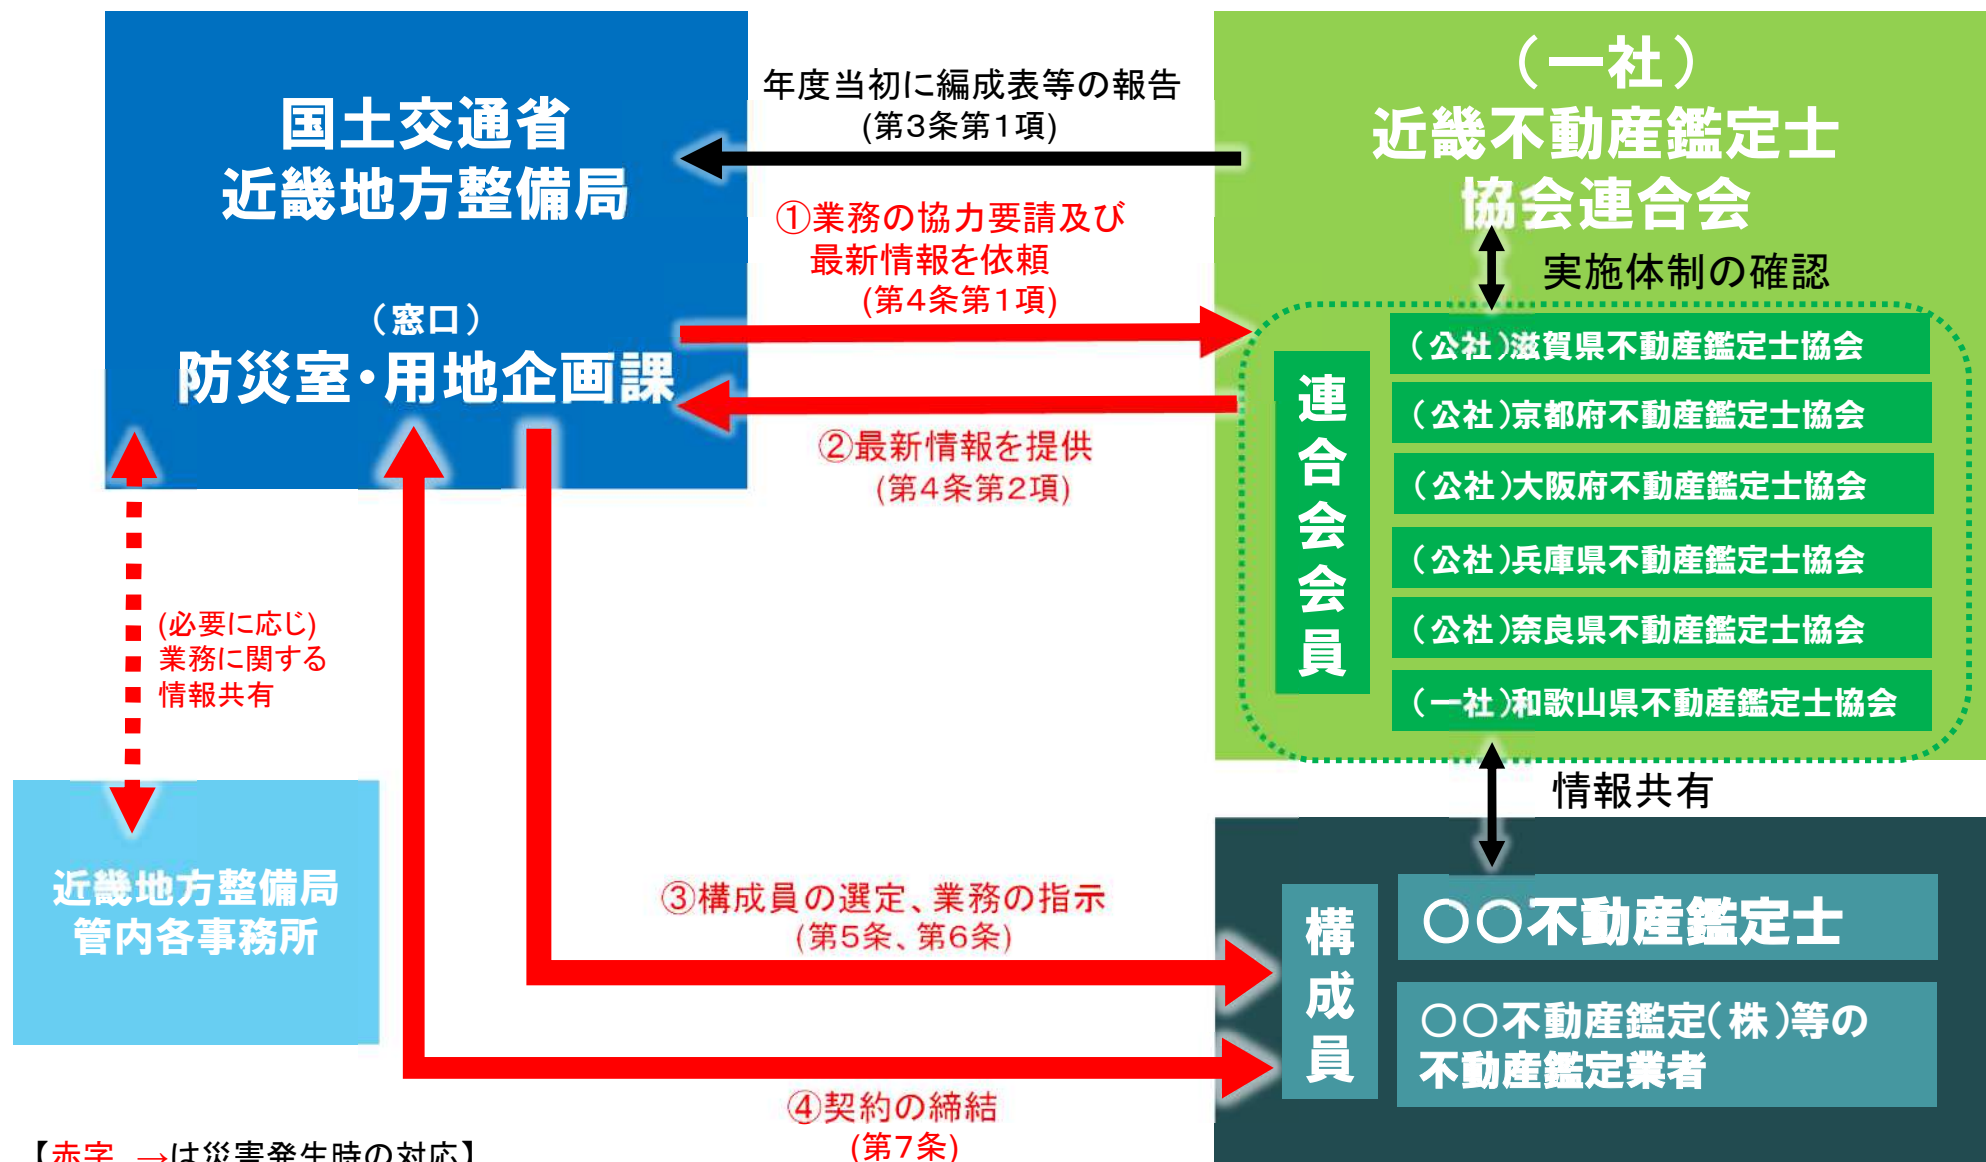 国土交通省
近畿地方整備局
（窓口）
防災室・用地企画課
年度当初に編成表等の報告
(第3条第1項)
①業務の協力要請及び
最新情報を依頼
(第4条第1項)
②最新情報を提供
(第4条第2項)
（一社）
近畿不動産鑑定士
協会連合会
実施体制の確認
連合会会員
（公社）滋賀県不動産鑑定士協会
（公社）京都府不動産鑑定士協会
（公社）大阪府不動産鑑定士協会
（公社）兵庫県不動産鑑定士協会
（公社）奈良県不動産鑑定士協会
（一社）和歌山県不動産鑑定士協会
情報共有
(必要に応じ)
業務に関する
情報共有
近畿地方整備局
管内各事務所
③構成員の選定、業務の指示
(第5条、第6条)
構成員
○○不動産鑑定士
○○不動産鑑定(株)等の
不動産鑑定業者
④契約の締結
(第7条)
【赤字 →は災害発生時の対応】